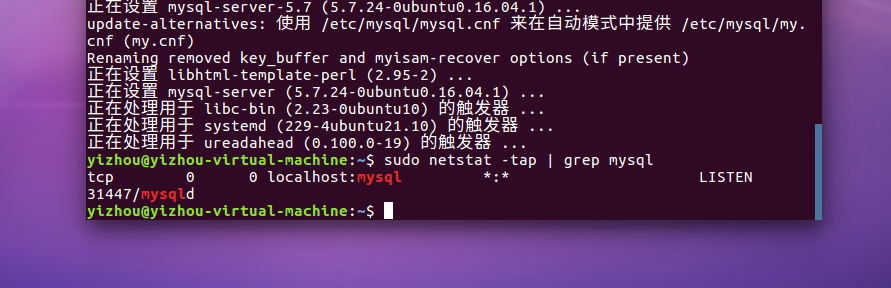 正在设置 mysql-server-5.7 (5.7.24-0ubuntu0.16.04.1) ...
update-alternatives: 使用 /etc/mysql/mysql.cnf 来在自动模式中提供 /etc/mysql/my.
cnf (my.cnf)
Renaming removed key_buffer and myisam-recover options (if present)
正在设置 libhtml-template-perl (2.95-2) ...
正在设置 mysql-server (5.7.24-0ubuntu0.16.04.1) ...
正在处理用于 libc-bin (2.23-0ubuntu10) 的触发器 ...
正在处理用于 systemd (229-4ubuntu21.10) 的触发器 ...
正在处理用于 ureadahead (0.100.0-19) 的触发器 ...
yizhou@yizhou-virtual-machine:~$ sudo netstat -tap | grep mysql
tcp        0      0 localhost:mysql         *:*                     LISTEN
31447/mysqld
yizhou@yizhou-virtual-machine:~$